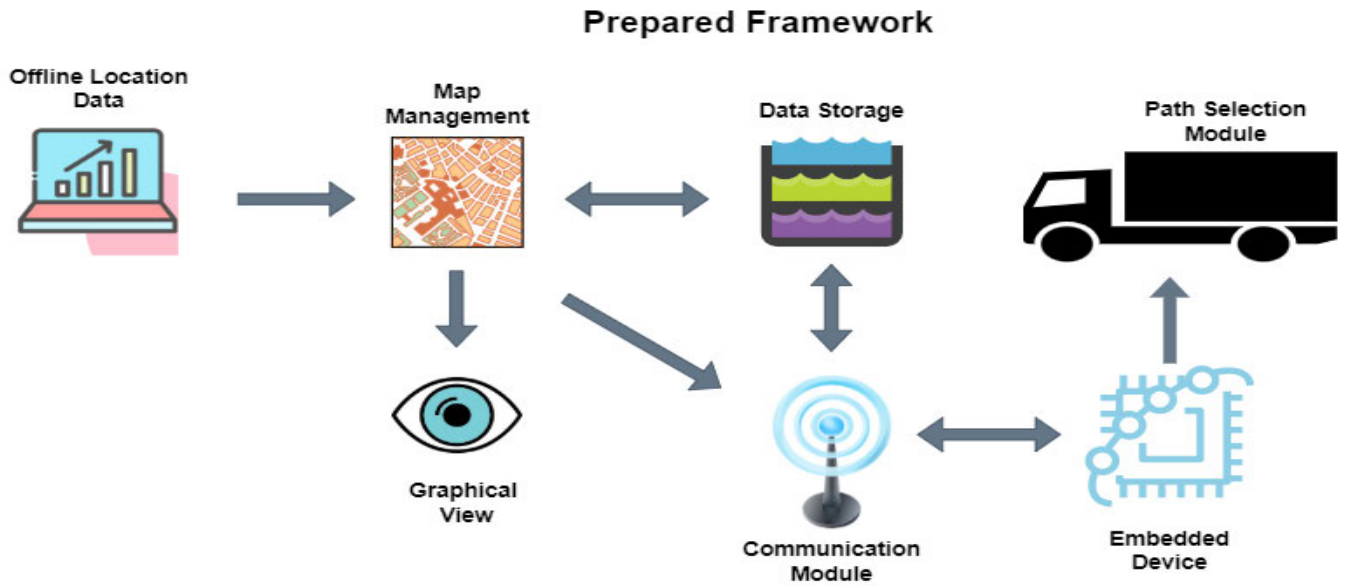 Prepared Framework
Offline Location
Data
Map
Management
Data Storage
Path Selection
Module
Graphical
View
Communication
Module
Embedded
Device